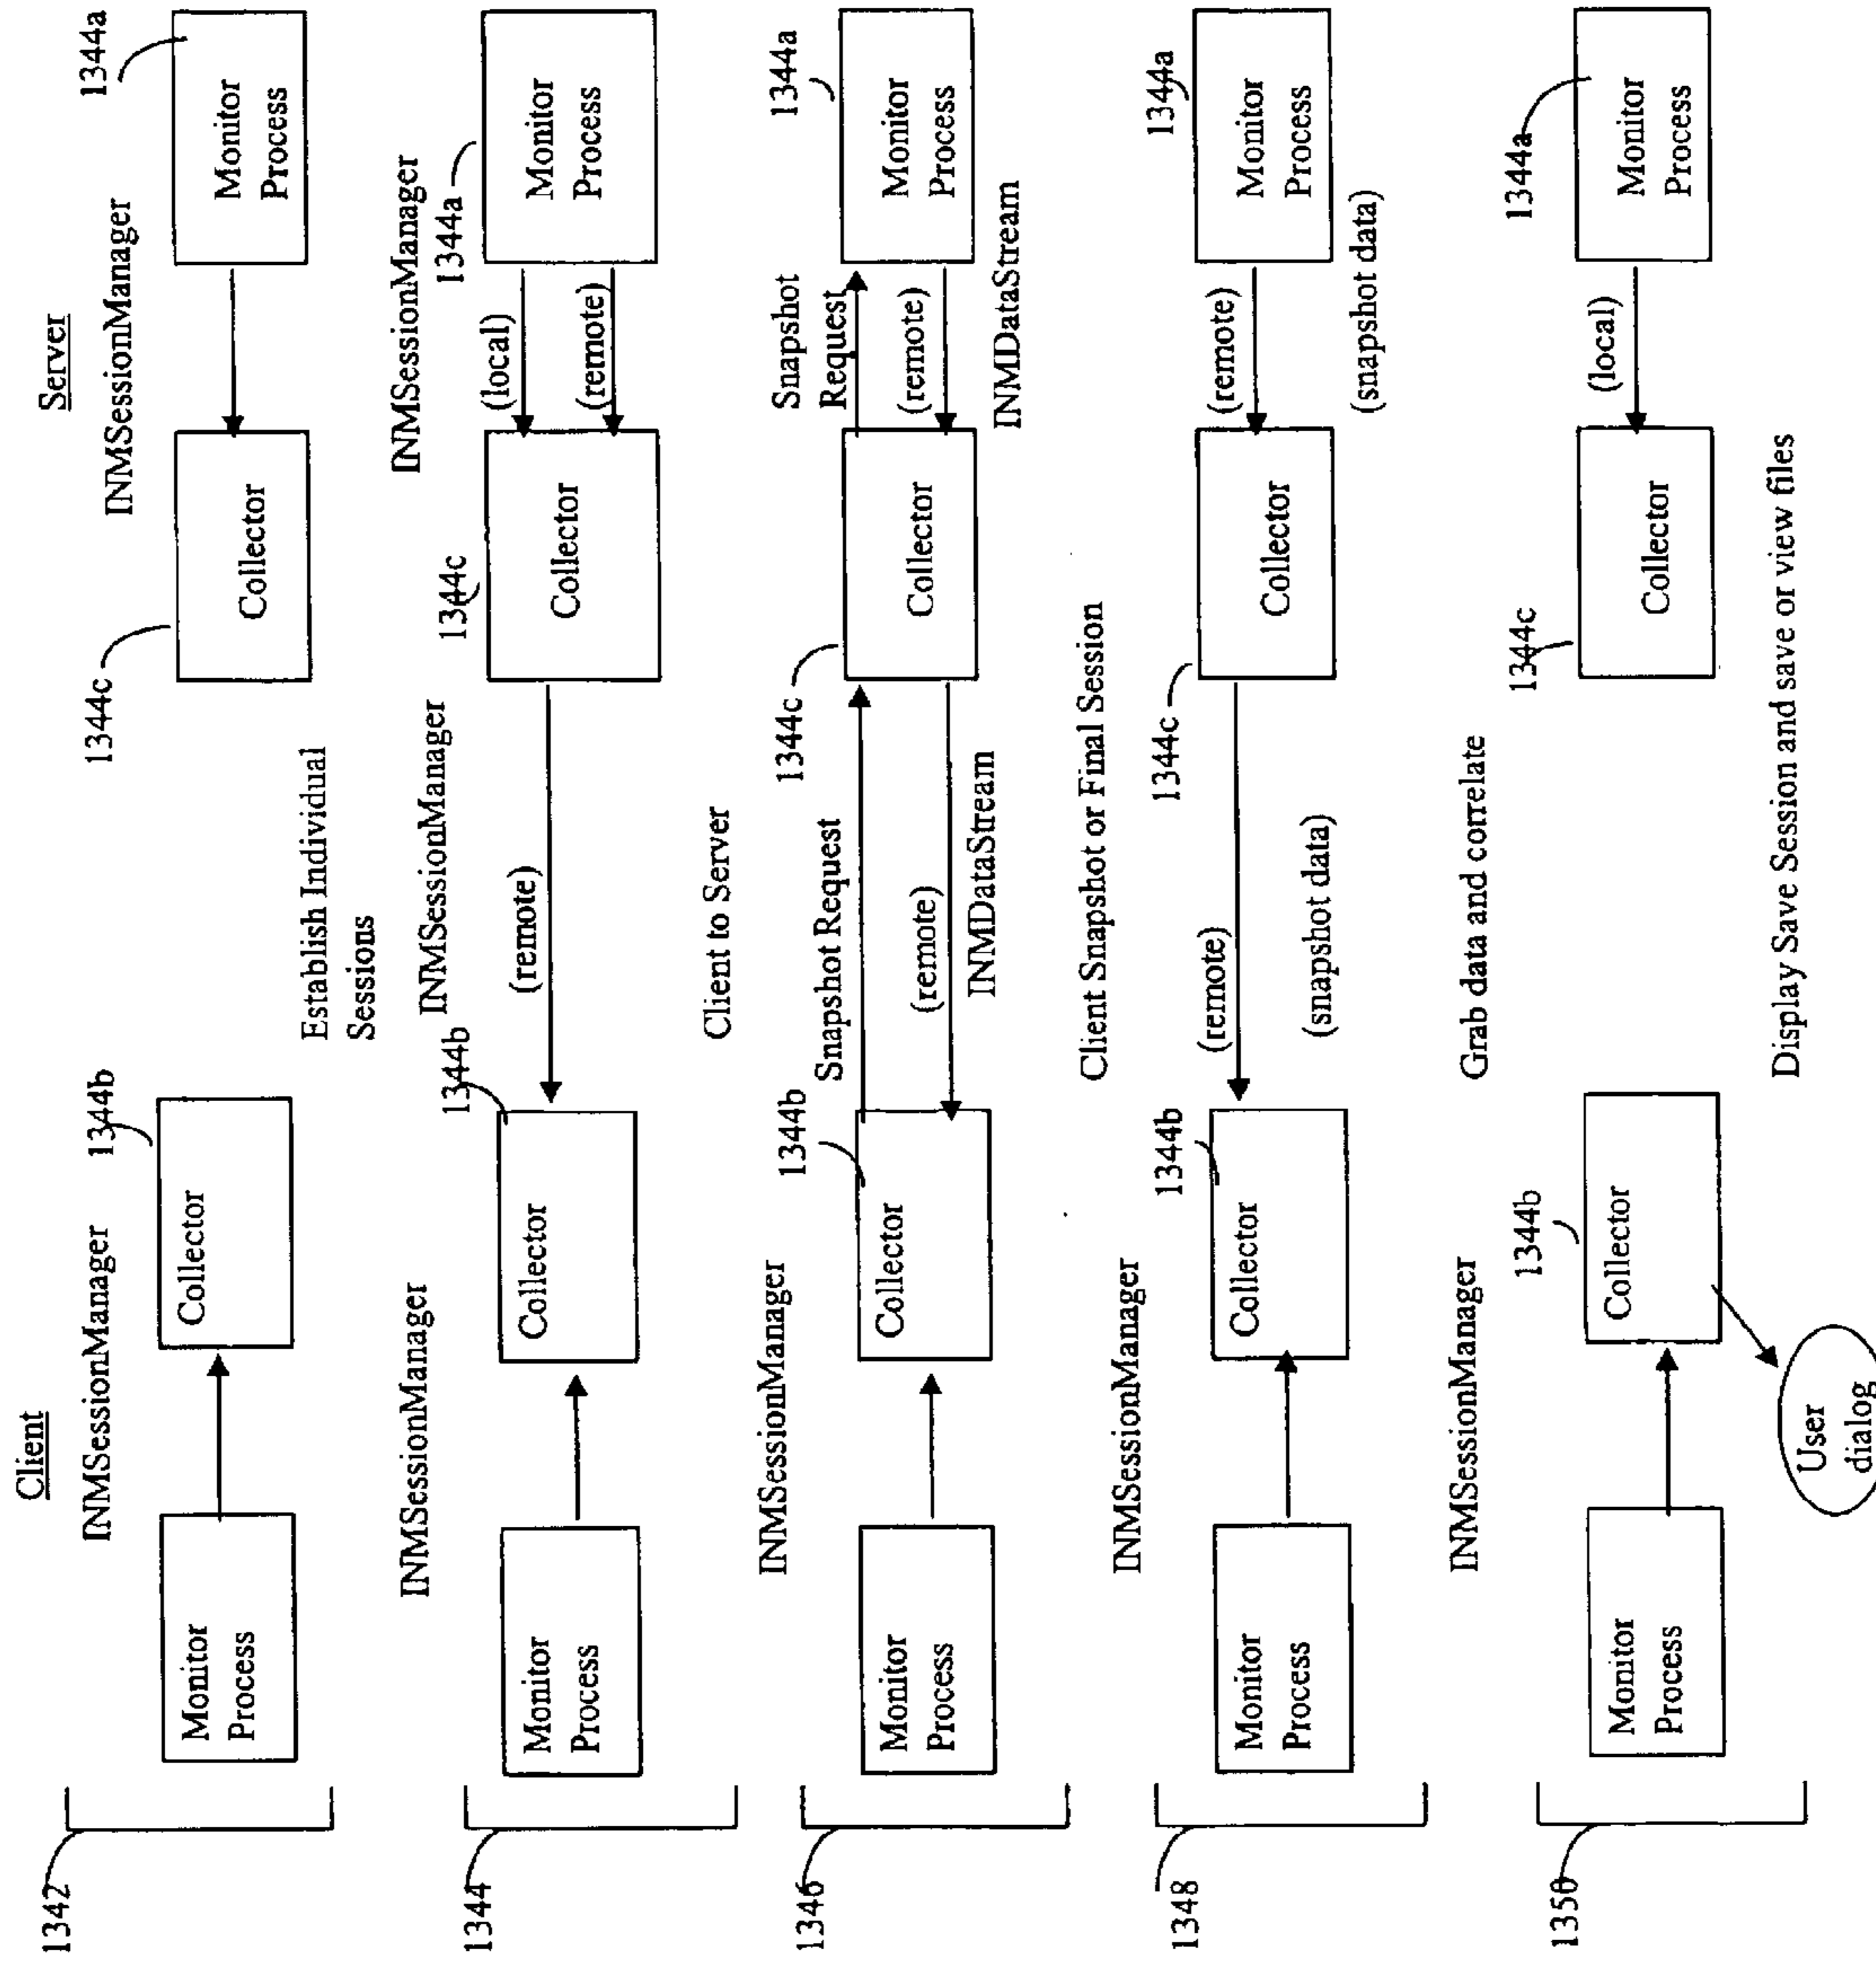 Client
Server
INMSessionManager
1344b
1344c
INMSessionManager
1344a
1342
Monitor
Process
Collector
Collector
Monitor
Process
Establish Individual
Sessions
INMSessionManager
1344b
INMSessionManager
1344c
INMSessionManager
1344a
1344
Monitor
Process
Collector
(remote)
Collector
(local)
(remote)
Monitor
Process
Client to Server
INMSessionManager
1344b
Snapshot Request
1344c
Snapshot
Request
1344a
1346
Monitor
Process
Collector
(remote)
INMDataStream
Collector
(remote)
INMDataStream
Monitor
Process
Client Snapshot or Final Session
INMSessionManager
1344b
(remote)
1344c
(remote)
1344a
1348
Monitor
Process
Collector
(snapshot data)
Collector
(snapshot data)
Monitor
Process
Grab data and correlate
INMSessionManager
1344b
1344c
(local)
1344a
1350
Monitor
Process
Collector
Collector
Monitor
Process
User
dialog
Display Save Session and save or view files